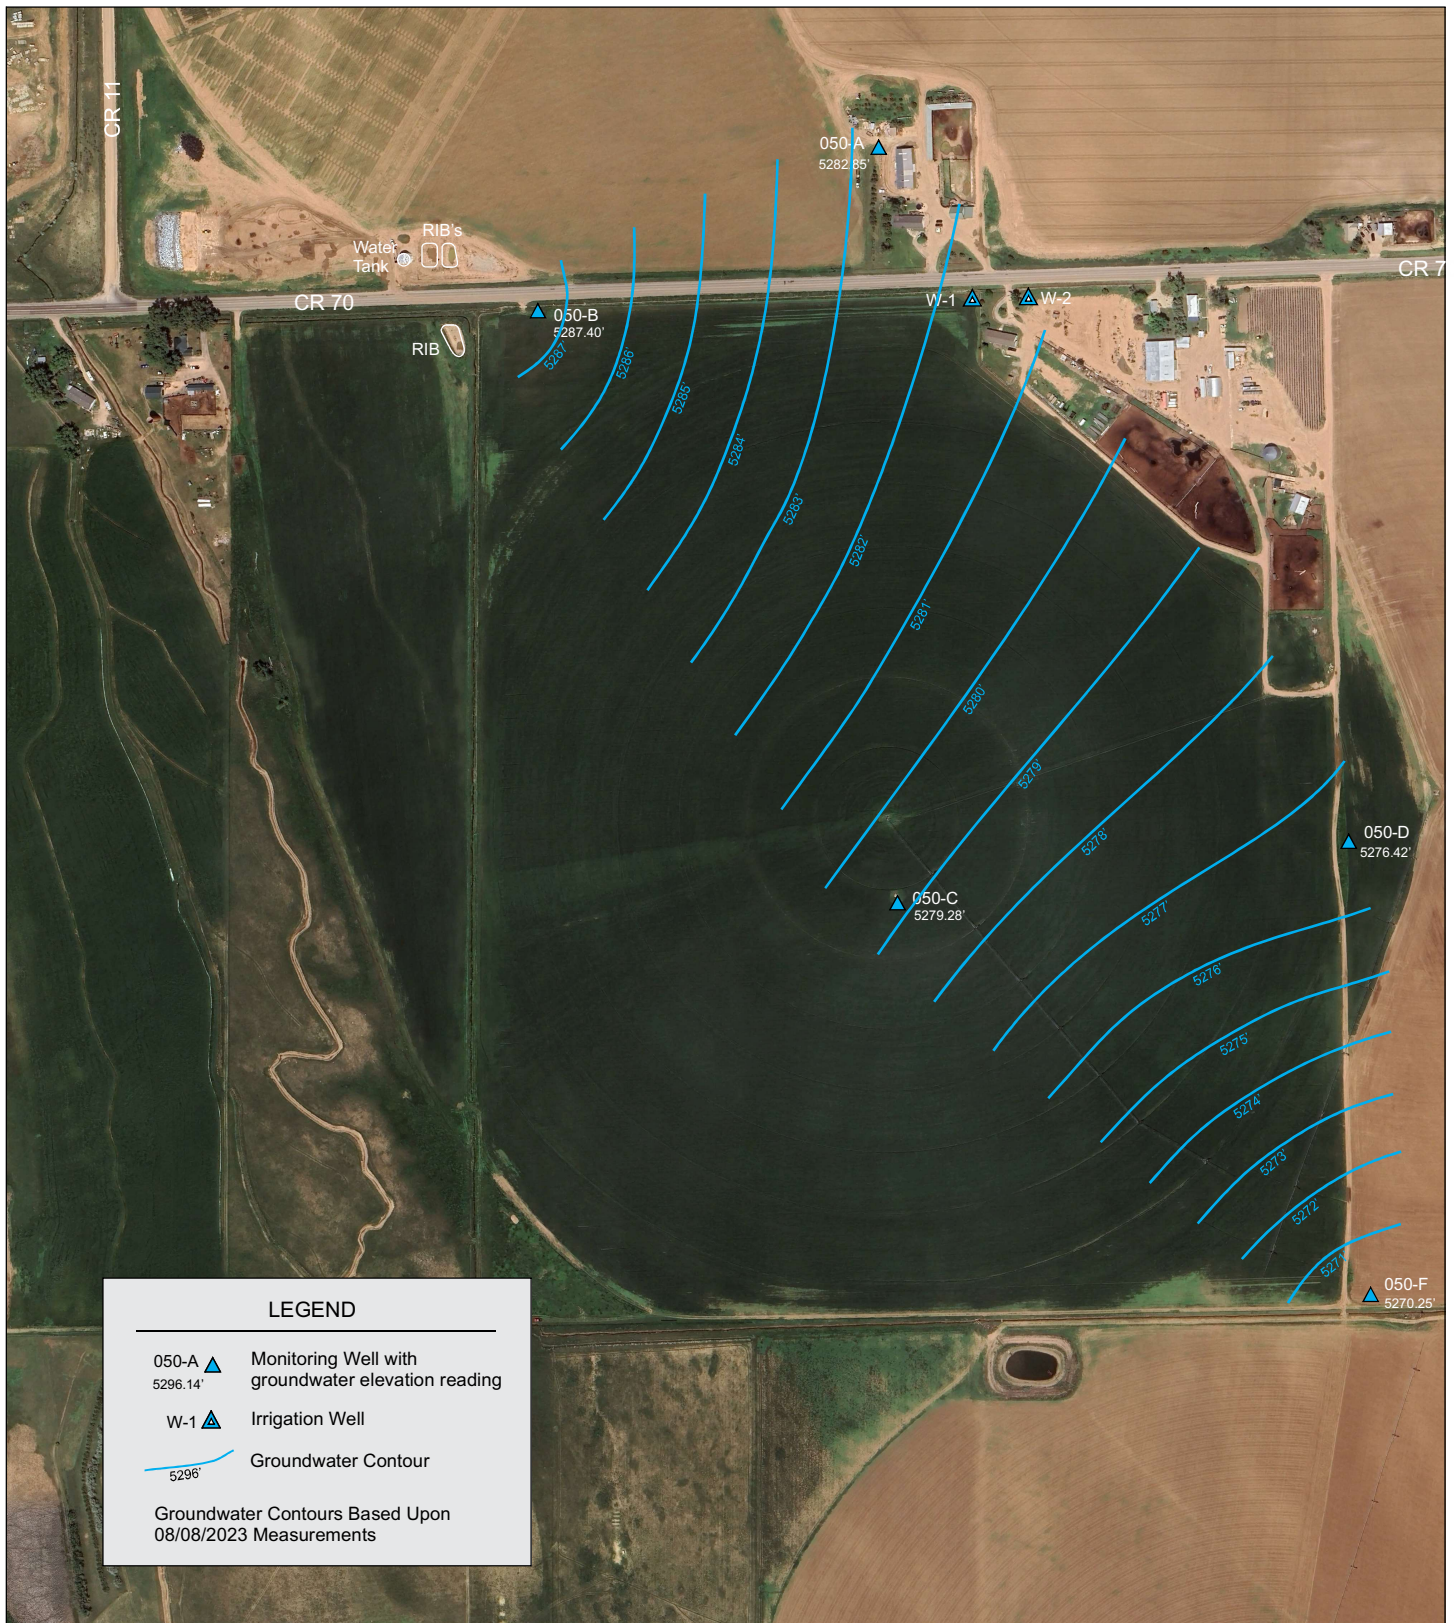 CR 11
050-A
5282.85'
RIB's
Water
Tank
CR 7
CR 70
W-1
W-2
050-B
5287.40'
RIB
5287'
5286'
5285'
5284'
5283'
5282'
5281'
5280'
5279'
5278'
5277'
5276'
5275'
5274'
5273'
5272'
5271'
050-C
5279.28'
050-D
5276.42'
050-F
5270.25'
LEGEND
050-A
5296.14'
Monitoring Well with
groundwater elevation reading
W-1
Irrigation Well
5296'
Groundwater Contour
Groundwater Contours Based Upon
08/08/2023 Measurements